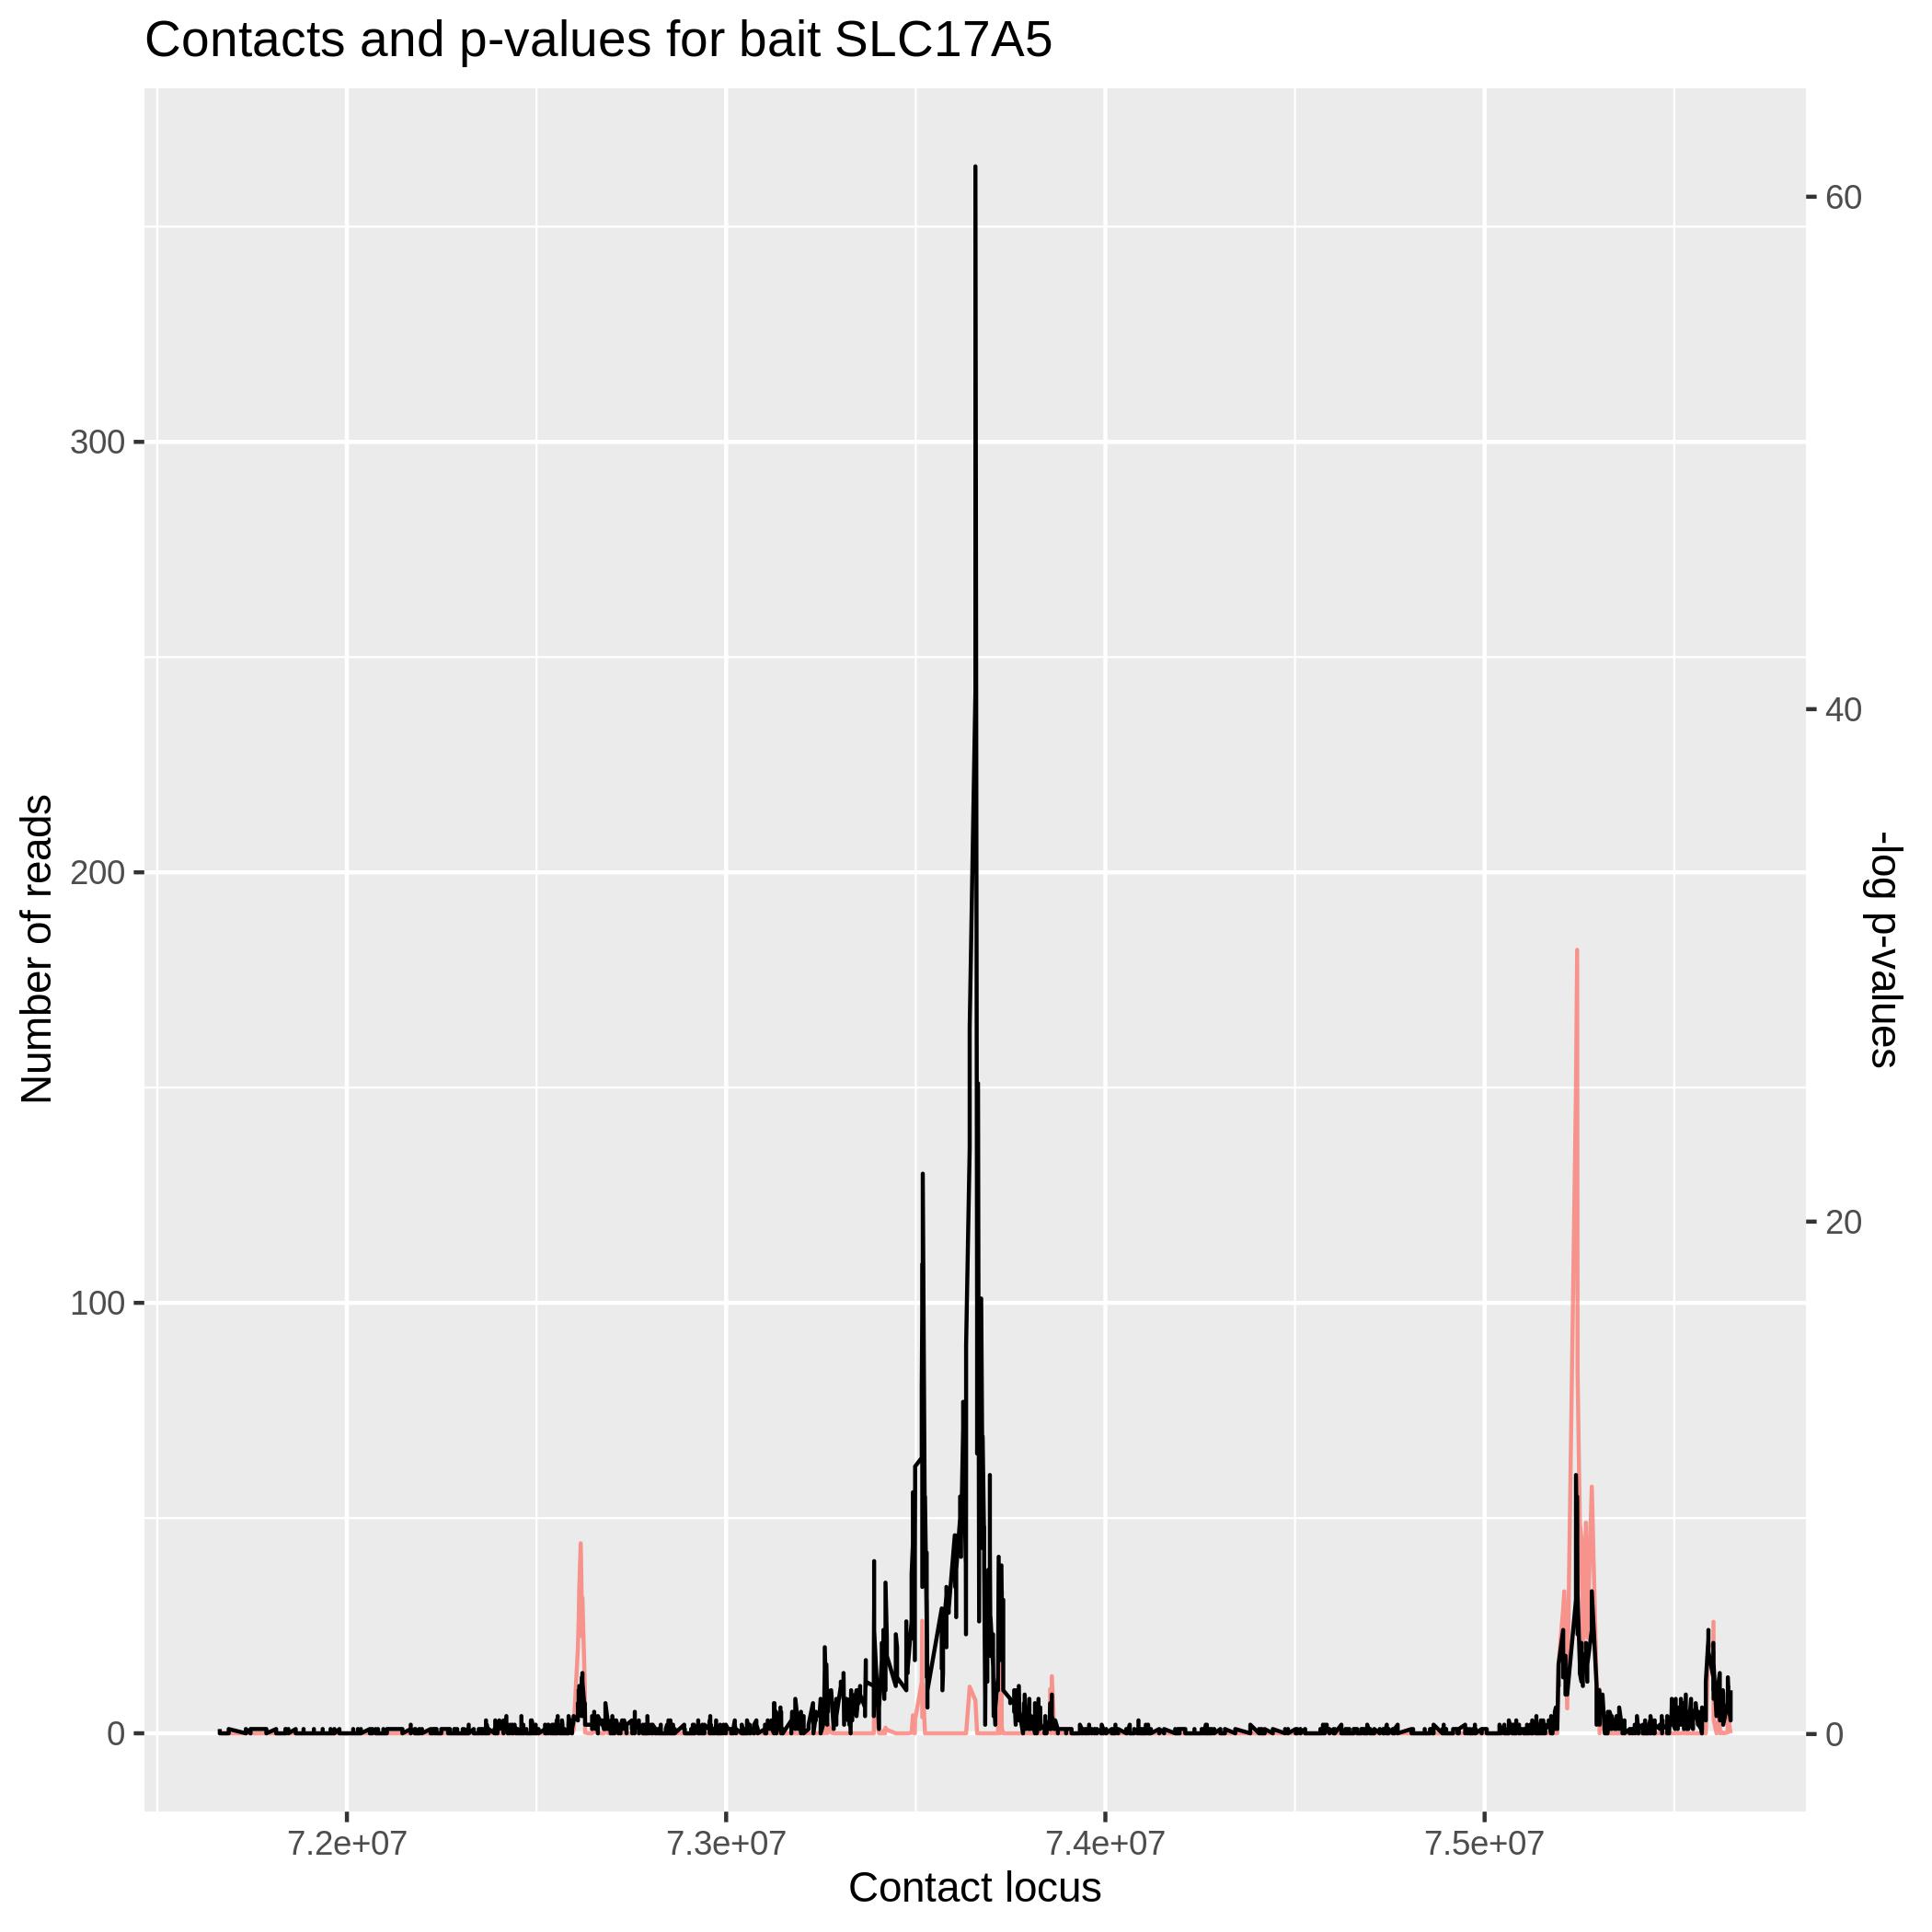 Contacts and p-values for bait SLC17A5
Number of reads
300
200
100
0
60
40
20
0
-log p-values
7.2e+07 7.3e+07 7.4e+07 7.5e+07
Contact locus